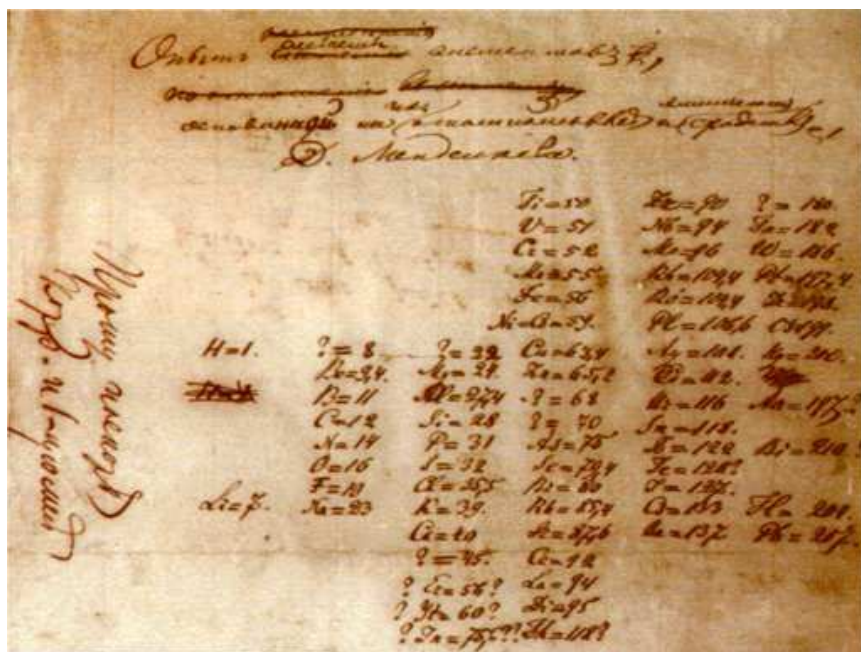 Опытъ системы элементовъ,
основанной на ихъ атомномъ вѣсѣ и химическомъ сходствѣ
Д. Менделеева.
Ti=50 Zr=90 ?=180
V=51 Nb=94 Ta=182
Cr=52 Mo=96 W=186
Mn=55 Rh=104,4 Pt=197,4
Fe=56 Ru=104,4 Ir=198
Ni=Co=59. Pl=106,6 Os=199.
H=1. ?=8 ?=22 Cu=63,4 Ag=108. Hg=200.
Be=9,4. Mg=24. Zn=65,2 Cd=112.
B=11 Al=27,4 ?=68 Ur=116 Au=197?
C=12 Si=28 ?=70 Sn=118.
N=14 P=31 As=75 Sb=122 Bi=210?
O=16 S=32 Se=79,4 Te=128?
F=19 Cl=35,5 Br=80 I=127.
Li=7. Na=23 K=39. Rb=85,4 Cs=133 Tl=204.
Ca=40 Sr=87,6 Ba=137 Pb=207.
?=45. Ce=92
? Er=56? La=94
? Yt=60? Di=95
? In=75,6?? Th=118?